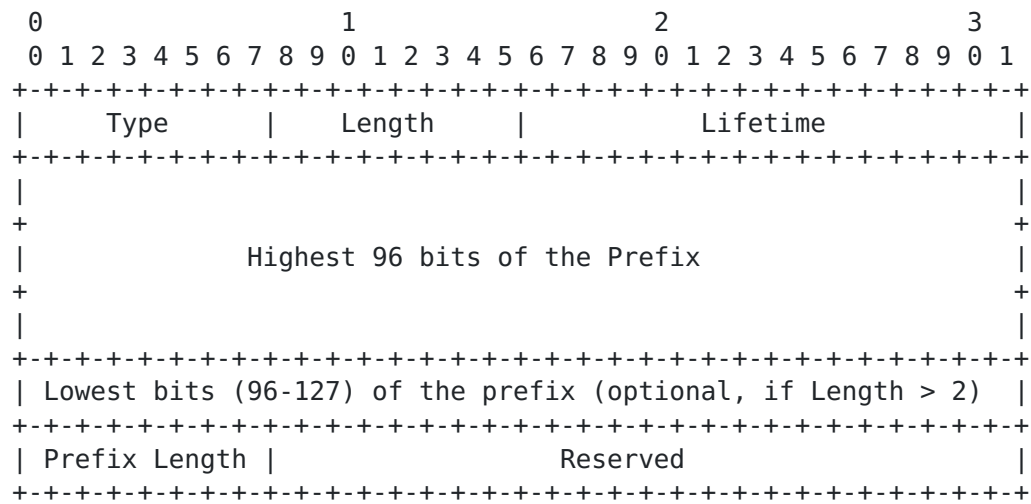 0                   1                   2                   3
 0 1 2 3 4 5 6 7 8 9 0 1 2 3 4 5 6 7 8 9 0 1 2 3 4 5 6 7 8 9 0 1
+-+-+-+-+-+-+-+-+-+-+-+-+-+-+-+-+-+-+-+-+-+-+-+-+-+-+-+-+-+-+-+-+
|     Type      |    Length     |           Lifetime            |
+-+-+-+-+-+-+-+-+-+-+-+-+-+-+-+-+-+-+-+-+-+-+-+-+-+-+-+-+-+-+-+-+
|                                                               |
+                                                               +
|              Highest 96 bits of the Prefix                    |
+                                                               +
|                                                               |
+-+-+-+-+-+-+-+-+-+-+-+-+-+-+-+-+-+-+-+-+-+-+-+-+-+-+-+-+-+-+-+-+
| Lowest bits (96-127) of the prefix (optional, if Length > 2)  |
+-+-+-+-+-+-+-+-+-+-+-+-+-+-+-+-+-+-+-+-+-+-+-+-+-+-+-+-+-+-+-+-+
| Prefix Length |                  Reserved                     |
+-+-+-+-+-+-+-+-+-+-+-+-+-+-+-+-+-+-+-+-+-+-+-+-+-+-+-+-+-+-+-+-+